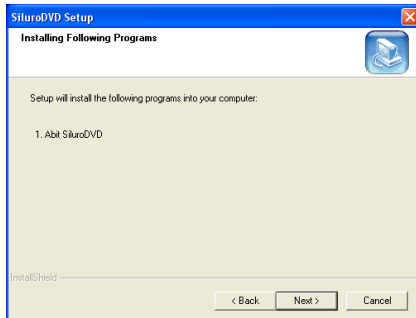 SiluroDVD Setup
Installing Following Programs
Setup will install the following programs into your computer:
1. Abit SiluroDVD
InstallShield
< Back Next > Cancel